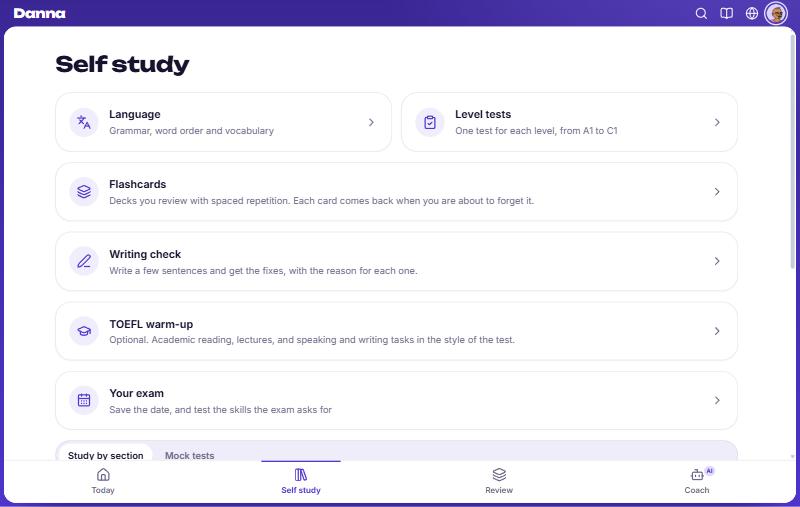 Danna
Self study
Language
Grammar, word order and vocabulary
Level tests
One test for each level, from A1 to C1
Flashcards
Decks you review with spaced repetition. Each card comes back when you are about to forget it.
Writing check
Write a few sentences and get the fixes, with the reason for each one.
TOEFL warm-up
Optional. Academic reading, lectures, and speaking and writing tasks in the style of the test.
Your exam
Save the date, and test the skills the exam asks for
Study by section
Mock tests
Today
Self study
Review
Coach
AI